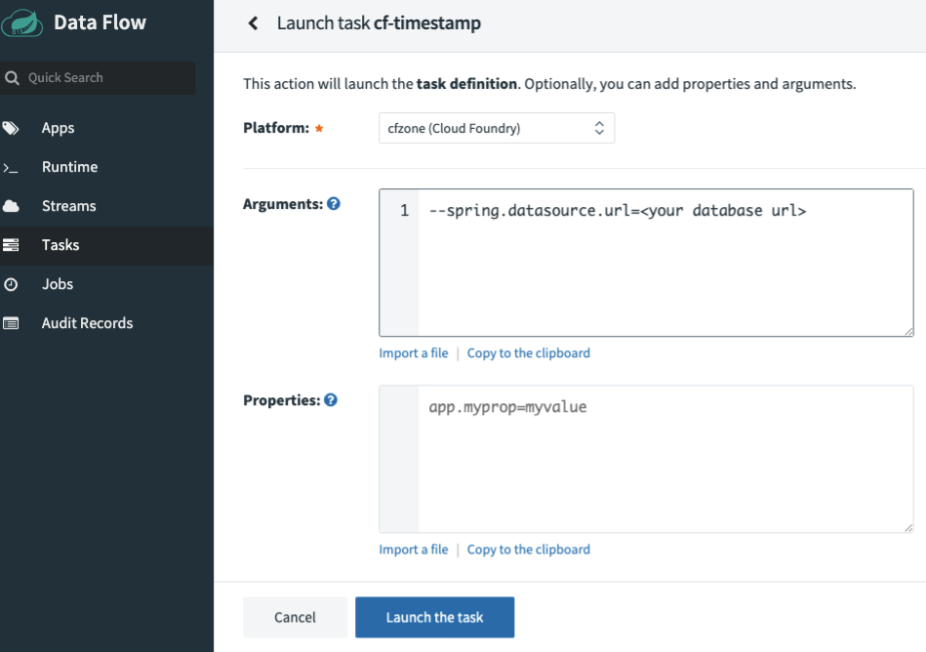 Data Flow
Quick Search
Apps
Runtime
Streams
Tasks
Jobs
Audit Records
Launch task cf-timestamp
This action will launch the task definition. Optionally, you can add properties and arguments.
Platform: *
cfzone (Cloud Foundry)
Arguments: ?
1 --spring.datasource.url=<your database url>
Import a file | Copy to the clipboard
Properties: ?
app.myprop=myvalue
Import a file | Copy to the clipboard
Cancel
Launch the task